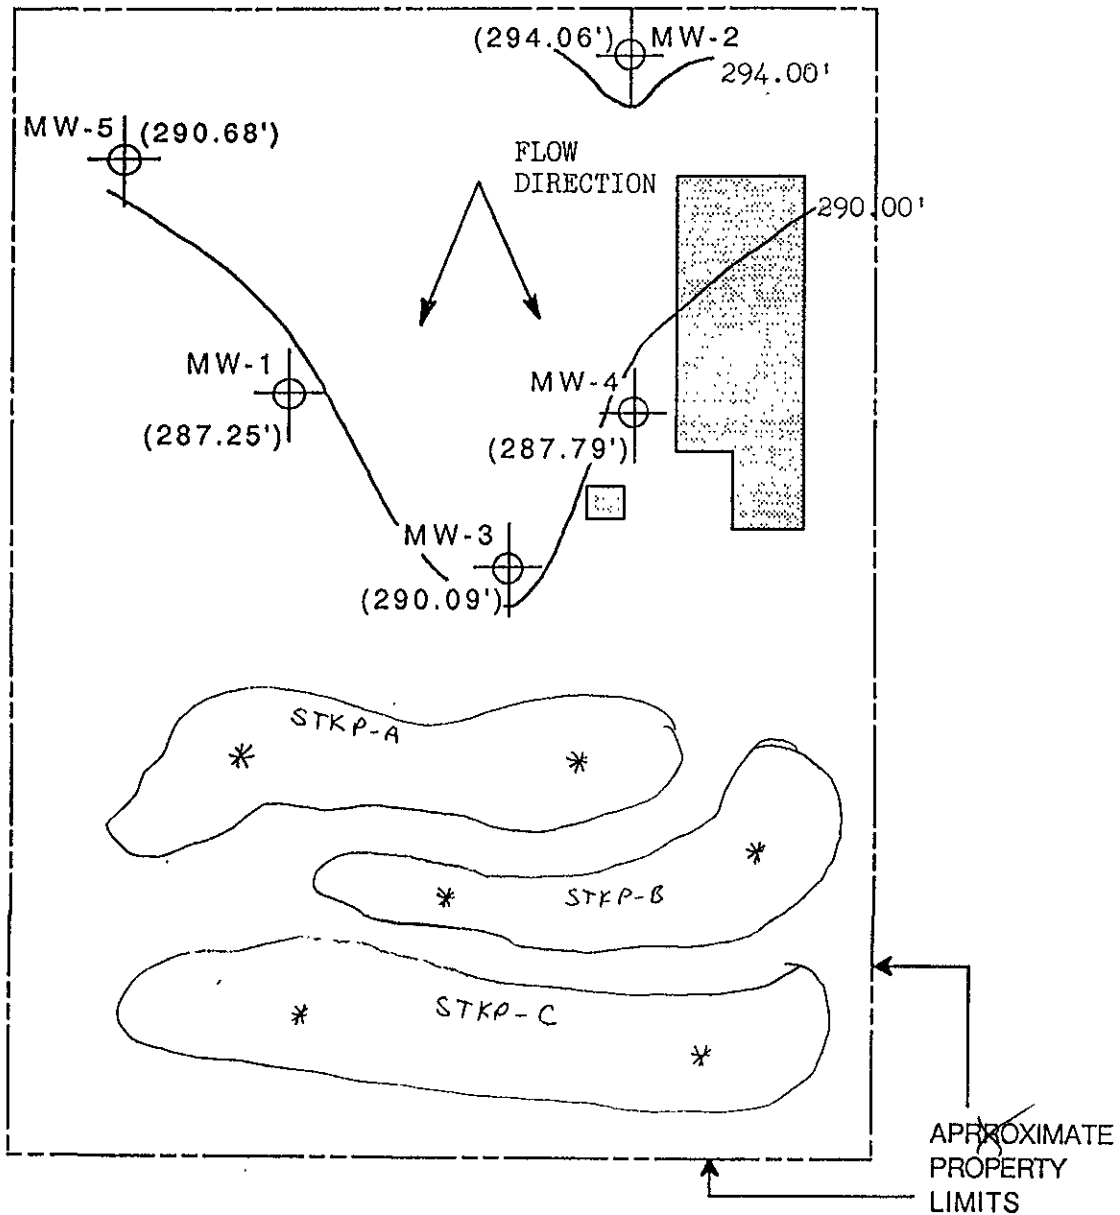 (294.06') MW-2
294.00'
MW-5 (290.68')
FLOW
DIRECTION
290.00'
MW-1
(287.25')
MW-4
(287.79')
MW-3
(290.09')
STKP-A
STKP-B
STKP-C
APRROXIMATE
PROPERTY
LIMITS